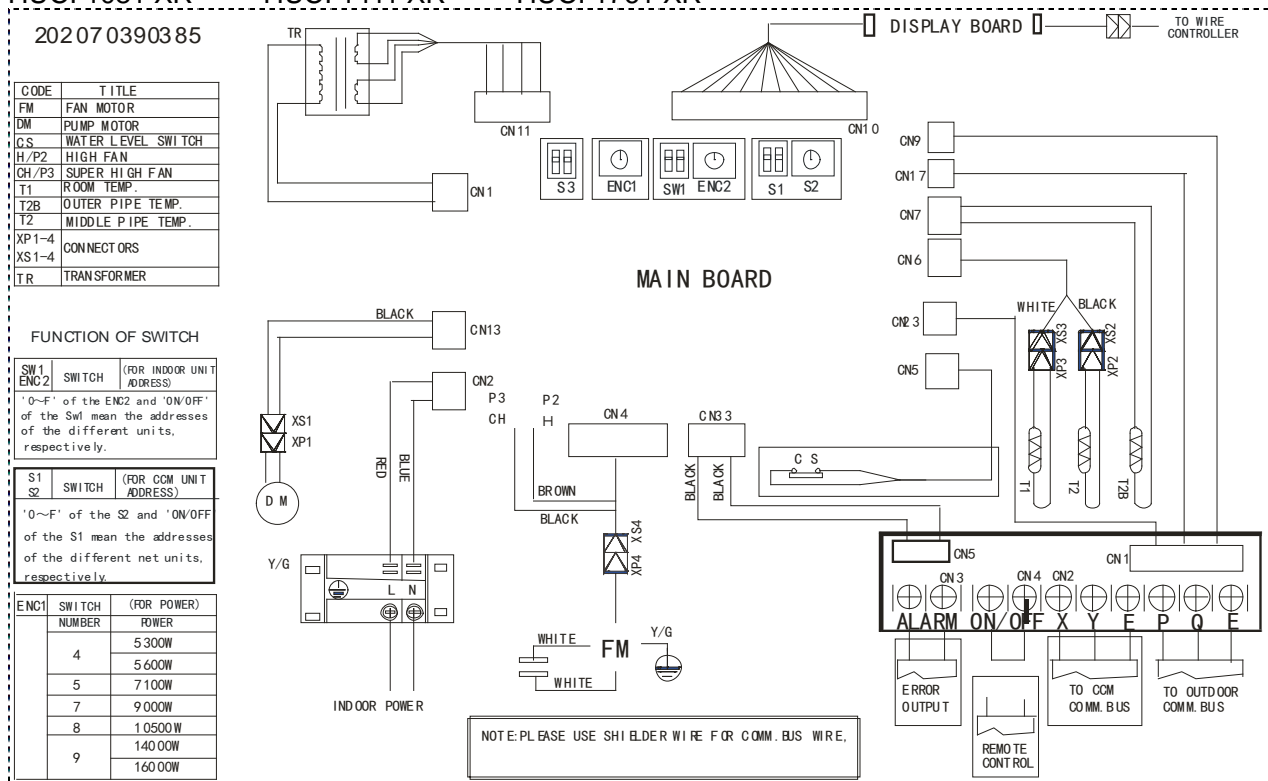 202070390385
CODE TITLE
FM FAN MOTOR
DM PUMP MOTOR
CS WATER LEVEL SWITCH
H/P2 HIGH FAN
CH/P3 SUPER HIGH FAN
T1 ROOM TEMP.
T2B OUTER PIPE TEMP.
T2 MIDDLE PIPE TEMP.
XP1-4
XS1-4
CONNECTORS
TR TRANSFORMER
FUNCTION OF SWITCH
SW1
ENC2
SWITCH
(FOR INDOOR UNIT
ADDRESS)
'0~F' of the ENC2 and 'ON/OFF'
of the Sw1 mean the addresses
of the different units,
respectively.
S1
S2
SWITCH
(FOR CCM UNIT
ADDRESS)
'0~F' of the S2 and 'ON/OFF
of the S1 mean the addresses
of the different net units,
respectively.
ENC1 SWITCH (FOR POWER)
NUMBER POWER
4 5300W
5600W
5 7100W
7 9000W
8 10500W
9 14000W
16000W
TR
CN11
CN10
DISPLAY BOARD
TO WIRE
CONTROLLER
S3
ENC1
SW1 ENC2
S1 S2
CN1
MAIN BOARD
CN9
CN17
CN7
CN6
CN23
CN5
WHITE
BLACK
XS3
XP3
XS2
XP2
T1
T2
T2B
BLACK
CN13
CN2
XS1
XP1
DM
RED
BLUE
P3 P2
CH H
CN4
CN33
BROWN
BLACK
XS4
XP4
BLACK
BLACK
CS
Y/G
L N
INDOOR POWER
WHITE
WHITE
FM
Y/G
CN5
CN1
CN3
CN4
CN2
ALARM ON/OFF X Y E P Q E
ERROR
OUTPUT
REMOTE
CONTROL
TO CCM
COMM. BUS
TO OUTDOOR
COMM. BUS
NOTE:PLEASE USE SHIELDER WIRE FOR COMM. BUS WIRE,